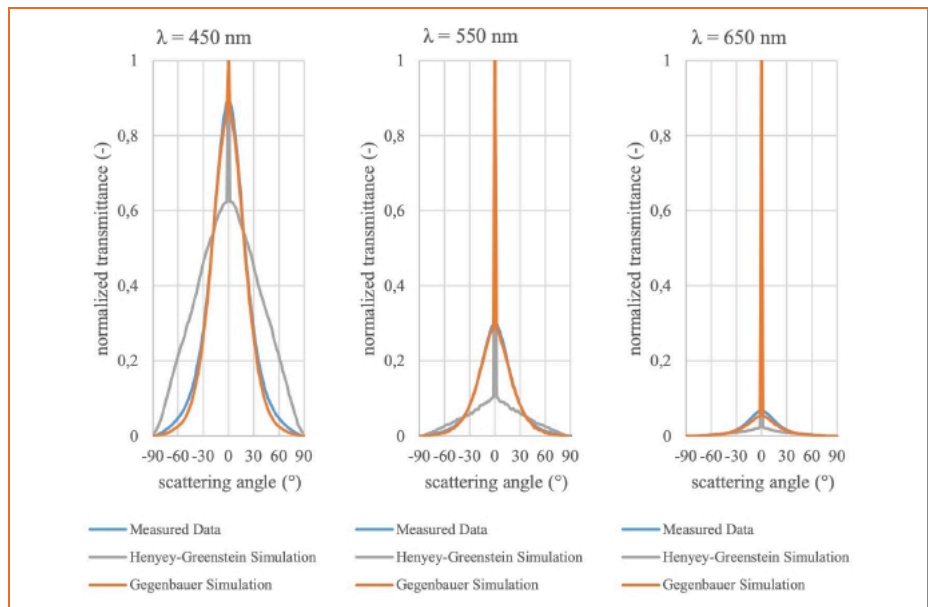 λ = 450 nm
1
0,8
0,6
0,4
0,2
0
normalized transmittance (-)
-90 -60 -30 0 30 60 90
scattering angle (°)
Measured Data
Henyey-Greenstein Simulation
Gegenbauer Simulation
λ = 550 nm
1
0,8
0,6
0,4
0,2
0
normalized transmittance (-)
-90 -60 -30 0 30 60 90
scattering angle (°)
Measured Data
Henyey-Greenstein Simulation
Gegenbauer Simulation
λ = 650 nm
1
0,8
0,6
0,4
0,2
0
normalized transmittance (-)
-90 -60 -30 0 30 60 90
scattering angle (°)
Measured Data
Henyey-Greenstein Simulation
Gegenbauer Simulation